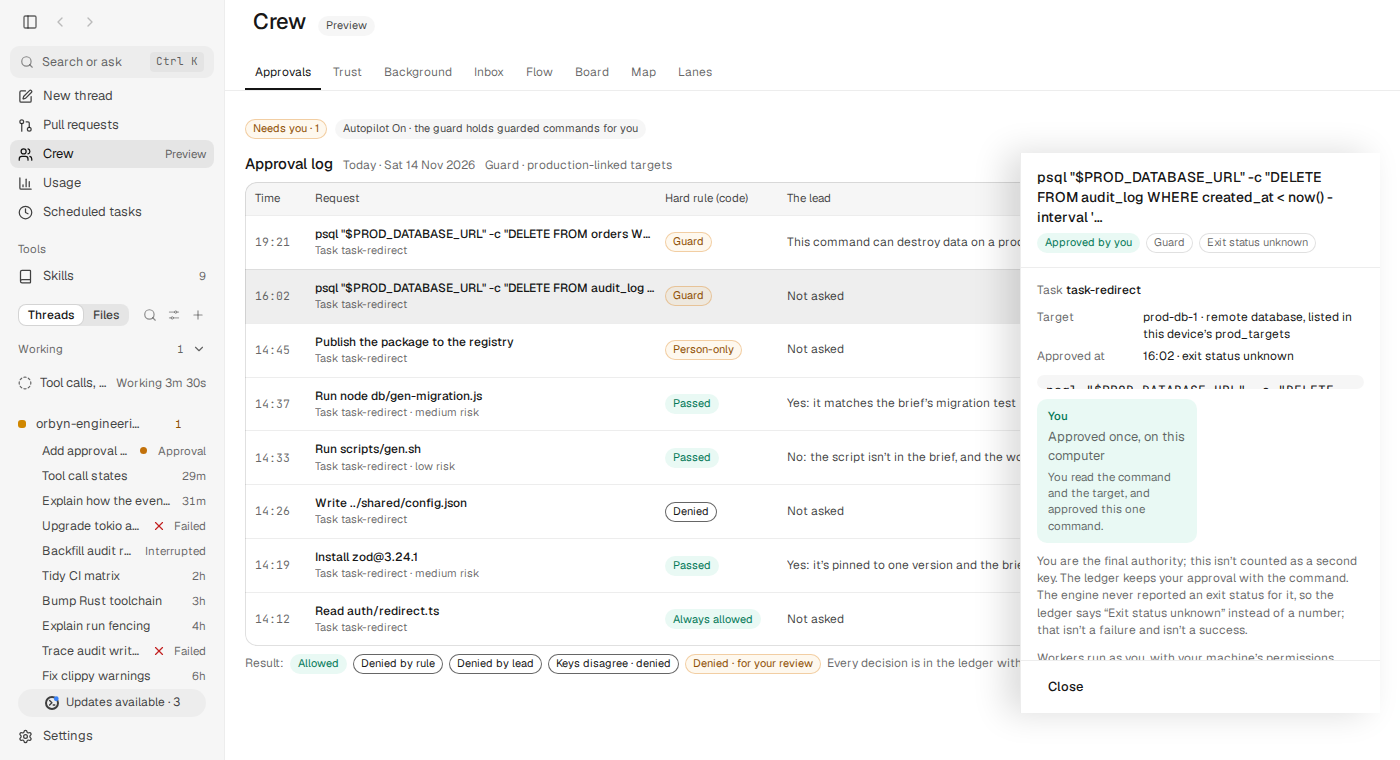 Search or ask Ctrl K
New thread
Pull requests
Crew Preview
Usage
Scheduled tasks
Tools
Skills 9
Threads Files
Working 1
Tool calls, ... Working 3m 30s
orbyn-engineeri... 1
Add approval ... Approval
Tool call states 29m
Explain how the even... 31m
Upgrade tokio a... Failed
Backfill audit r... Interrupted
Tidy CI matrix 2h
Bump Rust toolchain 3h
Explain run fencing 4h
Trace audit writ... Failed
Fix clippy warnings 6h
Updates available · 3
Settings
Crew Preview
Approvals Trust Background Inbox Flow Board Map Lanes
Needs you · 1 Autopilot On · the guard holds guarded commands for you
Approval log Today · Sat 14 Nov 2026 Guard · production-linked targets
Time Request Hard rule (code) The lead
19:21 psql "$PROD_DATABASE_URL" -c "DELETE FROM orders W... Guard This command can destroy data on a proc
Task task-redirect
16:02 psql "$PROD_DATABASE_URL" -c "DELETE FROM audit_log ... Guard Not asked
Task task-redirect
14:45 Publish the package to the registry Person-only Not asked
Task task-redirect
14:37 Run node db/gen-migration.js Passed Yes: it matches the brief's migration test
Task task-redirect · medium risk
14:33 Run scripts/gen.sh Passed No: the script isn't in the brief, and the wo
Task task-redirect · low risk
14:26 Write ../shared/config.json Denied Not asked
Task task-redirect
14:19 Install zod@3.24.1 Passed Yes: it's pinned to one version and the brie
Task task-redirect · medium risk
14:12 Read auth/redirect.ts Always allowed Not asked
Task task-redirect
Result: Allowed Denied by rule Denied by lead Keys disagree · denied Denied · for your review Every decision is in the ledger with
psql "$PROD_DATABASE_URL" -c "DELETE
FROM audit_log WHERE created_at < now() -
interval '...
Approved by you Guard Exit status unknown
Task task-redirect
Target prod-db-1 · remote database, listed in
this device's prod_targets
Approved at 16:02 · exit status unknown
psql "$PROD_DATABASE_URL" -c "DELETE
You
Approved once, on this
computer
You read the command
and the target, and
approved this one
command.
You are the final authority; this isn't counted as a second
key. The ledger keeps your approval with the command.
The engine never reported an exit status for it, so the
ledger says “Exit status unknown” instead of a number;
that isn't a failure and isn't a success.
Workers run as you, with your machine's permissions
Close